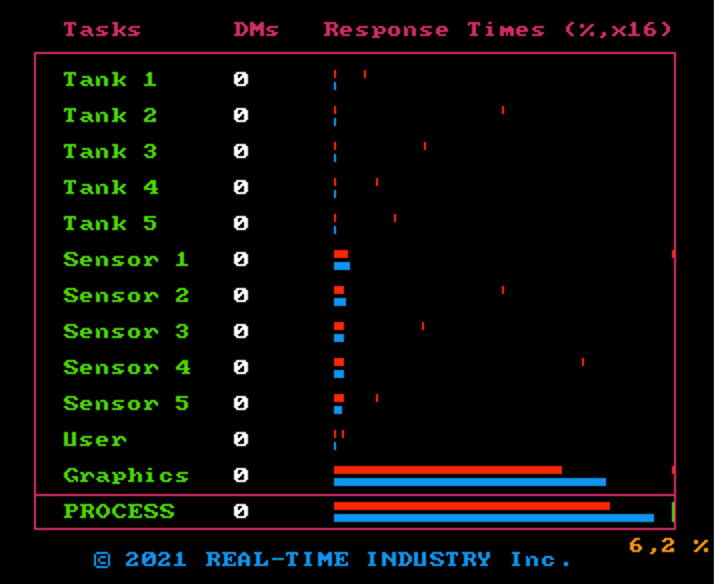 Tasks DMs Response Times (%,x16)
Tank 1 0
Tank 2 0
Tank 3 0
Tank 4 0
Tank 5 0
Sensor 1 0
Sensor 2 0
Sensor 3 0
Sensor 4 0
Sensor 5 0
User 0
Graphics 0
PROCESS 0
6,2 %
© 2021 REAL-TIME INDUSTRY Inc.